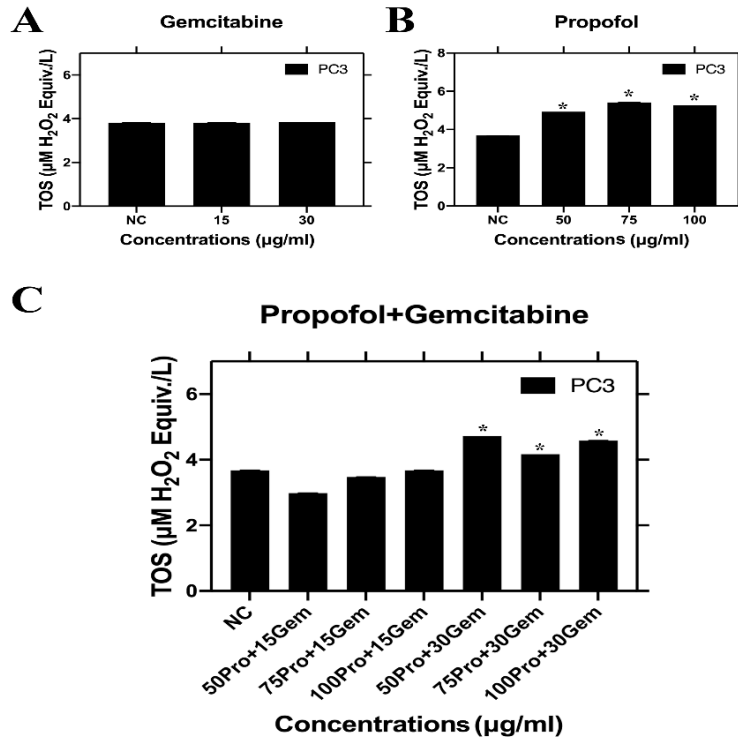 A
Gemcitabine
TOS (µM H₂O₂ Equiv./L)
6
4
2
0
PC3
NC 15 30
Concentrations (µg/ml)
B
Propofol
TOS (µM H₂O₂ Equiv./L)
8
6
4
2
0
PC3
* * *
NC 50 75 100
Concentrations (µg/ml)
C
Propofol+Gemcitabine
TOS (µM H₂O₂ Equiv./L)
6
4
2
0
PC3
* * *
NC
50Pro+15Gem
75Pro+15Gem
100Pro+15Gem
50Pro+30Gem
75Pro+30Gem
100Pro+30Gem
Concentrations (µg/ml)